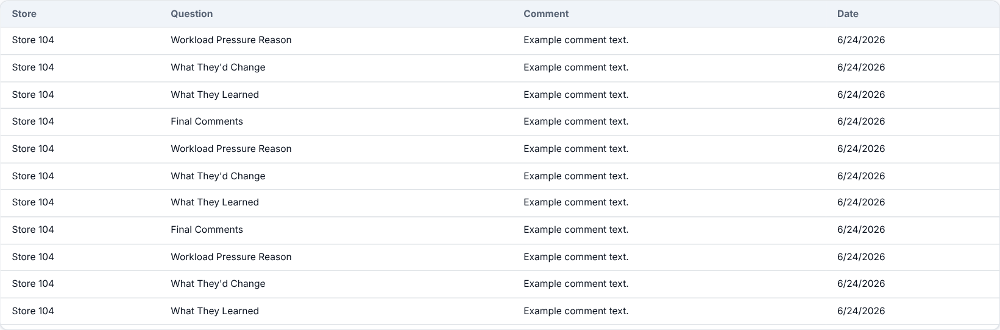 Store Question Comment Date
Store 104 Workload Pressure Reason Example comment text. 6/24/2026
Store 104 What They'd Change Example comment text. 6/24/2026
Store 104 What They Learned Example comment text. 6/24/2026
Store 104 Final Comments Example comment text. 6/24/2026
Store 104 Workload Pressure Reason Example comment text. 6/24/2026
Store 104 What They'd Change Example comment text. 6/24/2026
Store 104 What They Learned Example comment text. 6/24/2026
Store 104 Final Comments Example comment text. 6/24/2026
Store 104 Workload Pressure Reason Example comment text. 6/24/2026
Store 104 What They'd Change Example comment text. 6/24/2026
Store 104 What They Learned Example comment text. 6/24/2026